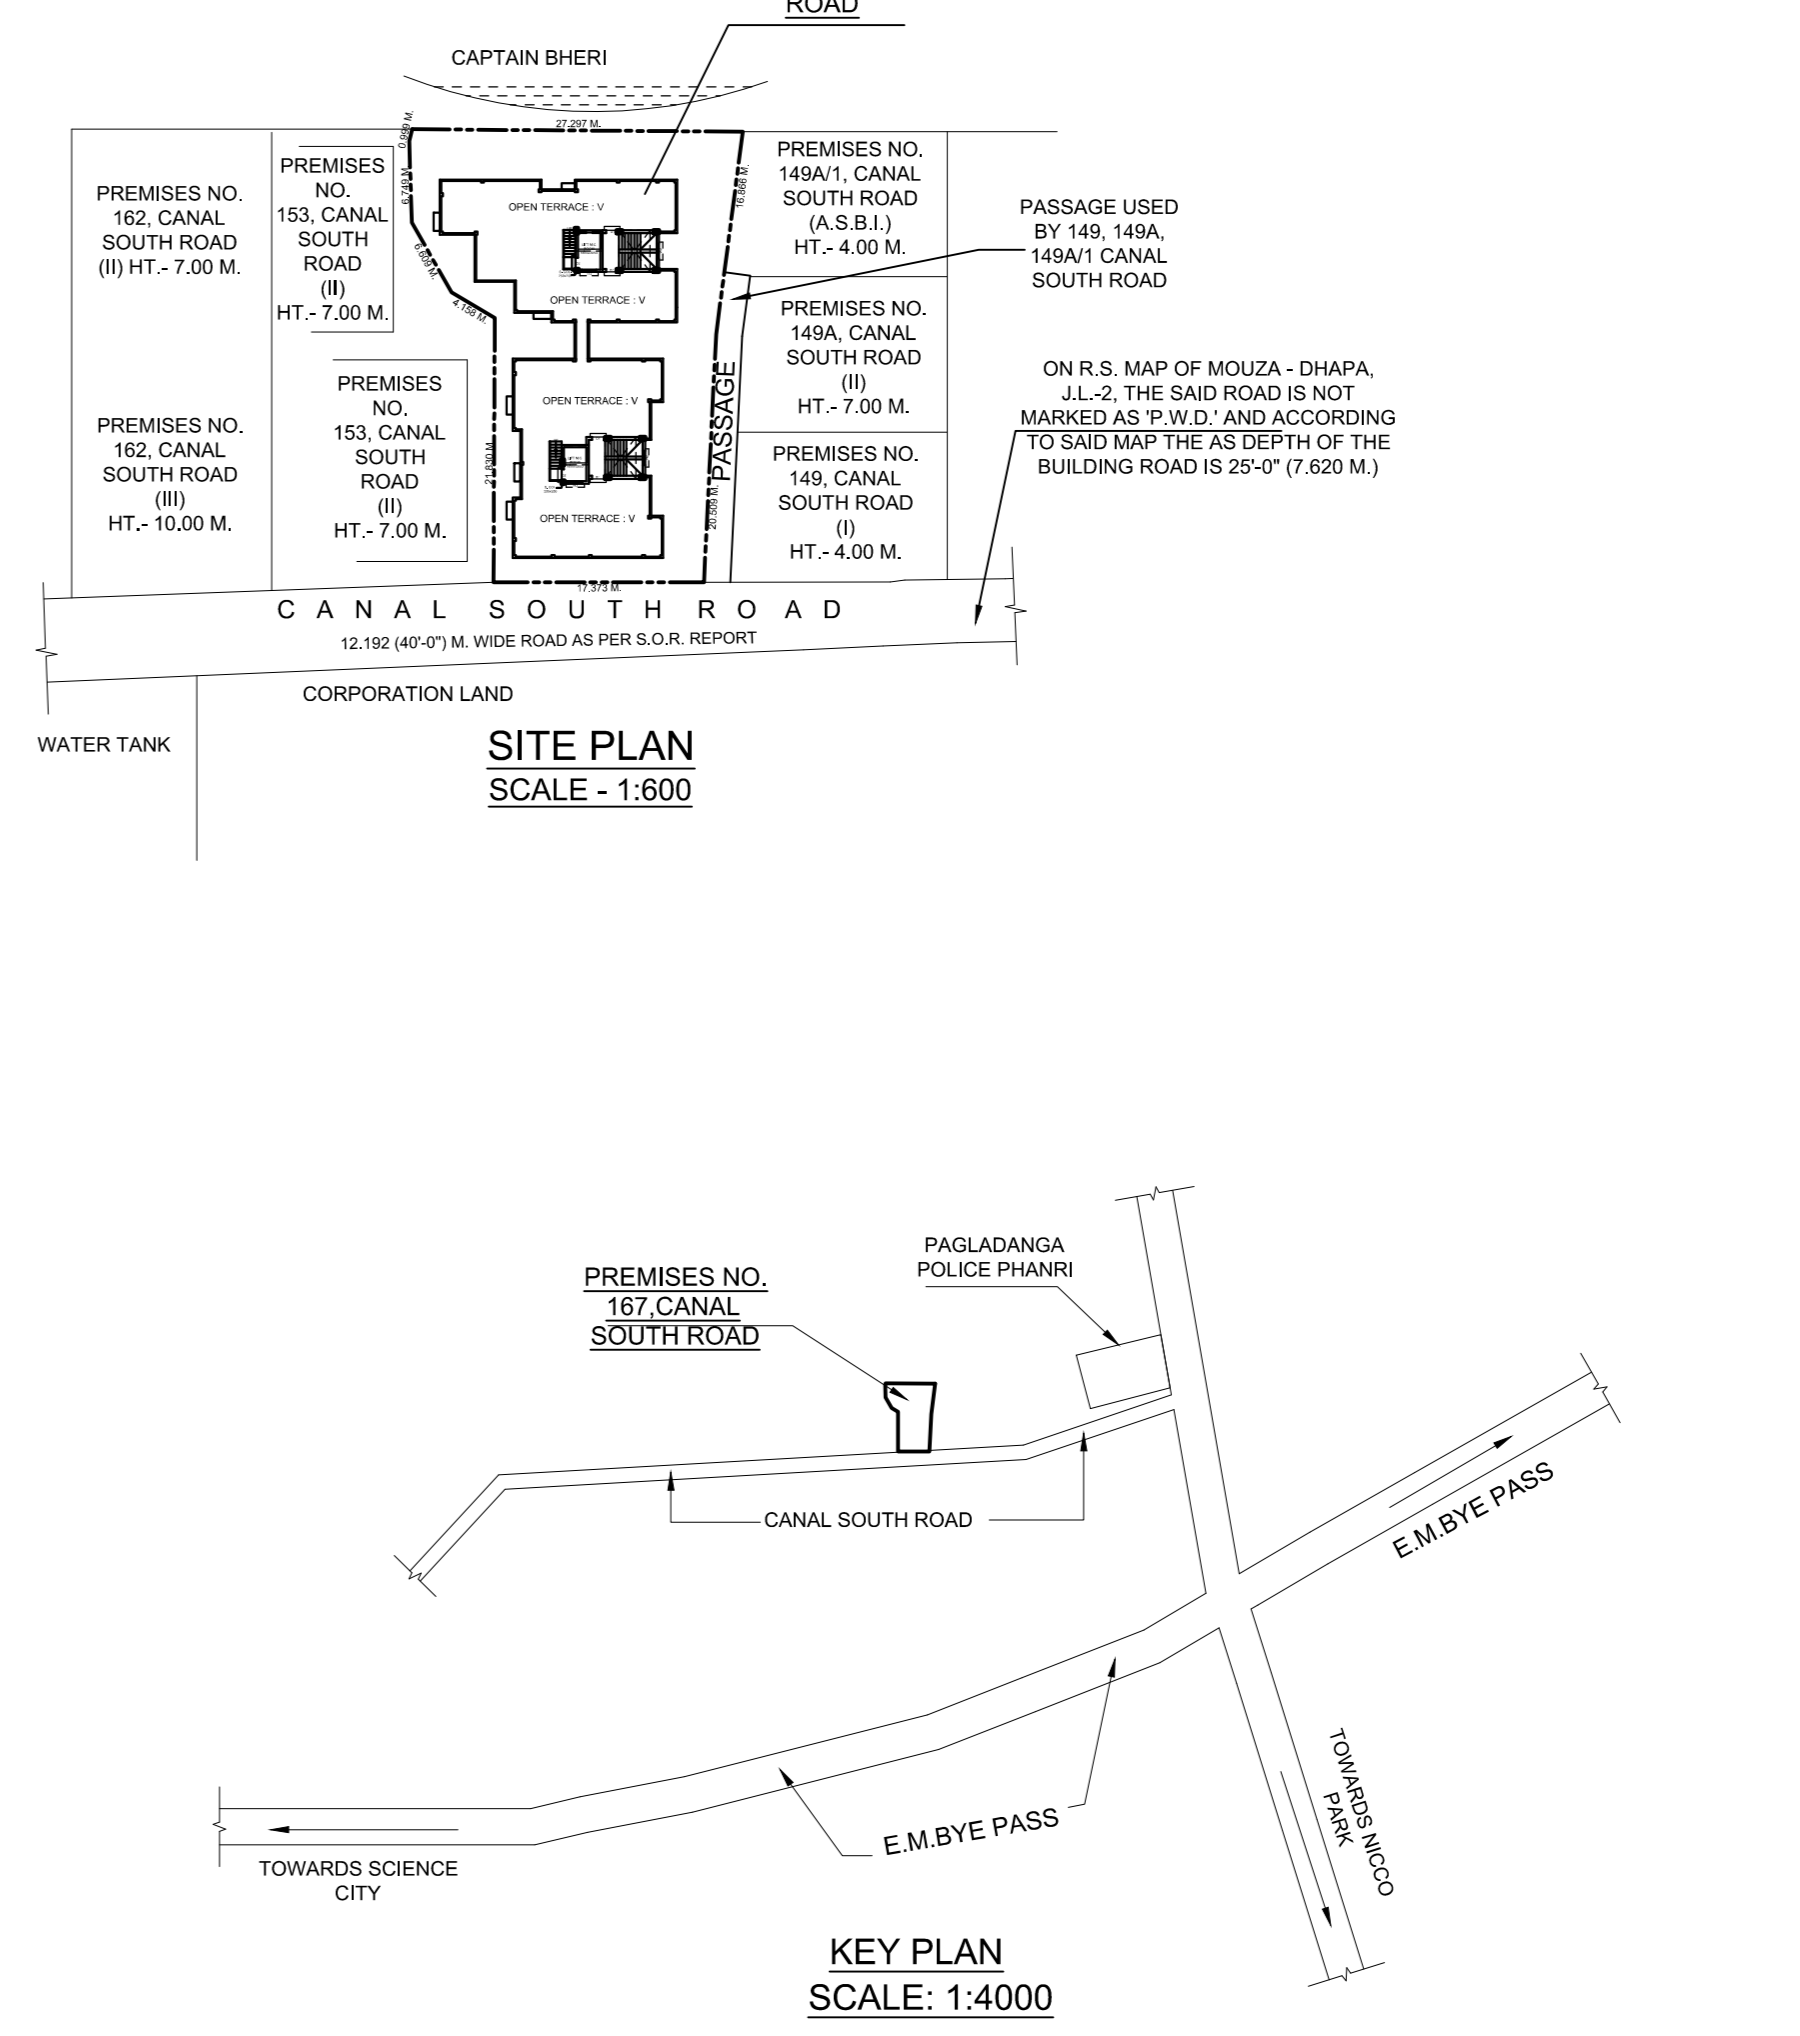 ROAD
CAPTAIN BHERI
27.297 M.
0.999 M.
6.749 M.
6.609 M.
4.158 M.
21.830 M.
17.373 M.
20.509 M.
16.866 M.
PREMISES NO.
162, CANAL
SOUTH ROAD
(II) HT.- 7.00 M.
PREMISES
NO.
153, CANAL
SOUTH
ROAD
(II)
HT.- 7.00 M.
OPEN TERRACE : V
OPEN TERRACE : V
PREMISES NO.
149A/1, CANAL
SOUTH ROAD
(A.S.B.I.)
HT.- 4.00 M.
PASSAGE USED
BY 149, 149A,
149A/1 CANAL
SOUTH ROAD
PREMISES NO.
149A, CANAL
SOUTH ROAD
(II)
HT.- 7.00 M.
PREMISES NO.
162, CANAL
SOUTH ROAD
(III)
HT.- 10.00 M.
PREMISES
NO.
153, CANAL
SOUTH
ROAD
(II)
HT.- 7.00 M.
OPEN TERRACE : V
OPEN TERRACE : V
PASSAGE
PREMISES NO.
149, CANAL
SOUTH ROAD
(I)
HT.- 4.00 M.
ON R.S. MAP OF MOUZA - DHAPA,
J.L.-2, THE SAID ROAD IS NOT
MARKED AS 'P.W.D.' AND ACCORDING
TO SAID MAP THE AS DEPTH OF THE
BUILDING ROAD IS 25'-0" (7.620 M.)
CANAL SOUTH ROAD
12.192 (40'-0") M. WIDE ROAD AS PER S.O.R. REPORT
CORPORATION LAND
WATER TANK
SITE PLAN
SCALE - 1:600
PREMISES NO.
167,CANAL
SOUTH ROAD
PAGLADANGA
POLICE PHANRI
CANAL SOUTH ROAD
E.M.BYE PASS
E.M.BYE PASS
TOWARDS NICCO
PARK
TOWARDS SCIENCE
CITY
KEY PLAN
SCALE: 1:4000